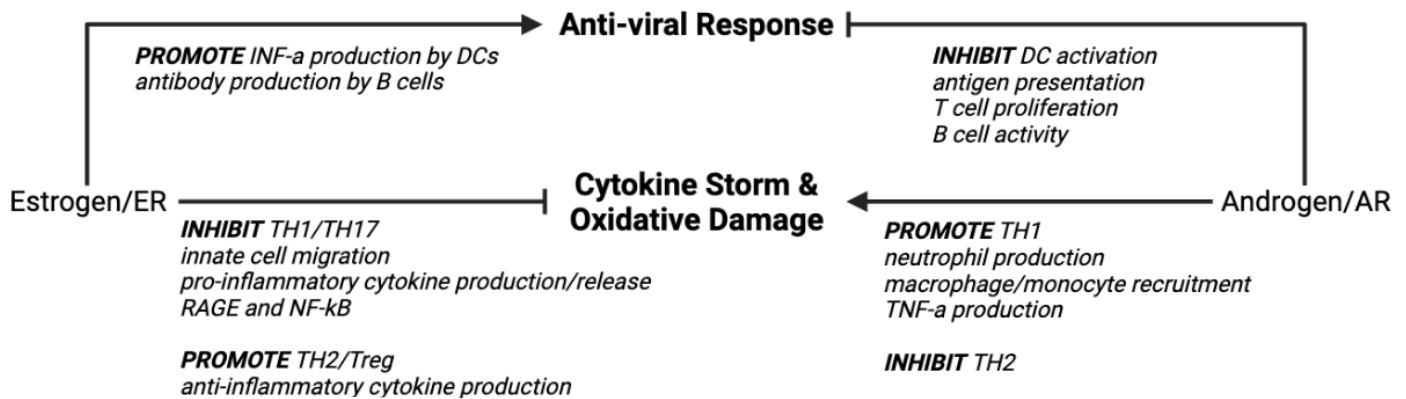 Anti-viral Response
PROMOTE INF-a production by DCs
antibody production by B cells
INHIBIT DC activation
antigen presentation
T cell proliferation
B cell activity
Estrogen/ER
Cytokine Storm &
Oxidative Damage
Androgen/AR
INHIBIT TH1/TH17
innate cell migration
pro-inflammatory cytokine production/release
RAGE and NF-kB
PROMOTE TH2/Treg
anti-inflammatory cytokine production
PROMOTE TH1
neutrophil production
macrophage/monocyte recruitment
TNF-a production
INHIBIT TH2